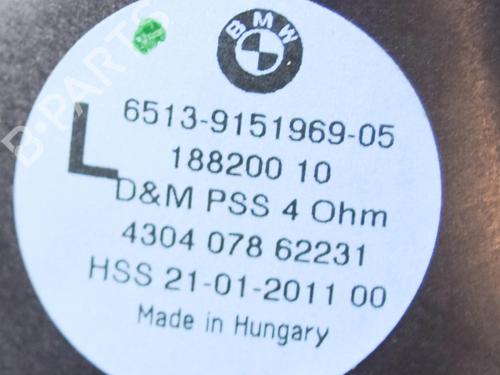 BMW
6513-9151969-05
L
188200 10
D&M PSS 4 Ohm
4304 078 62231
HSS 21-01-2011 00
Made in Hungary
B-PARTS